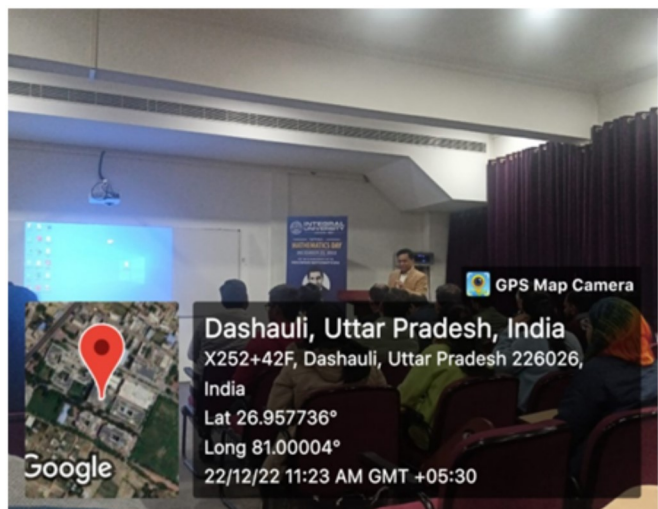 INTEGRAL
UNIVERSITY
MATHEMATICS DAY
GPS Map Camera
Dashauli, Uttar Pradesh, India
X252+42F, Dashauli, Uttar Pradesh 226026,
India
Lat 26.957736°
Long 81.00004°
22/12/22 11:23 AM GMT +05:30
Google